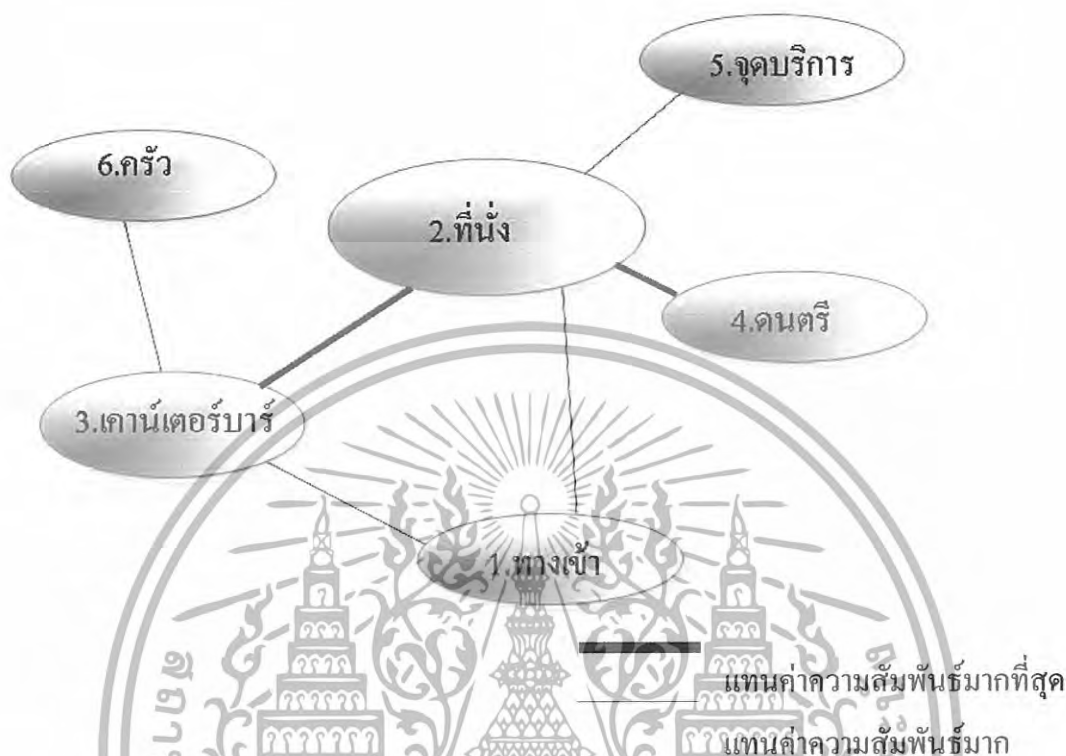 5.จุดบริการ
6.ครัว
2.ที่นั่ง
4.ดนตรี
3.เคาน์เตอร์บาร์
1.ทางเข้า
แทนค่าความสัมพันธ์มากที่สุด
แทนค่าความสัมพันธ์มาก